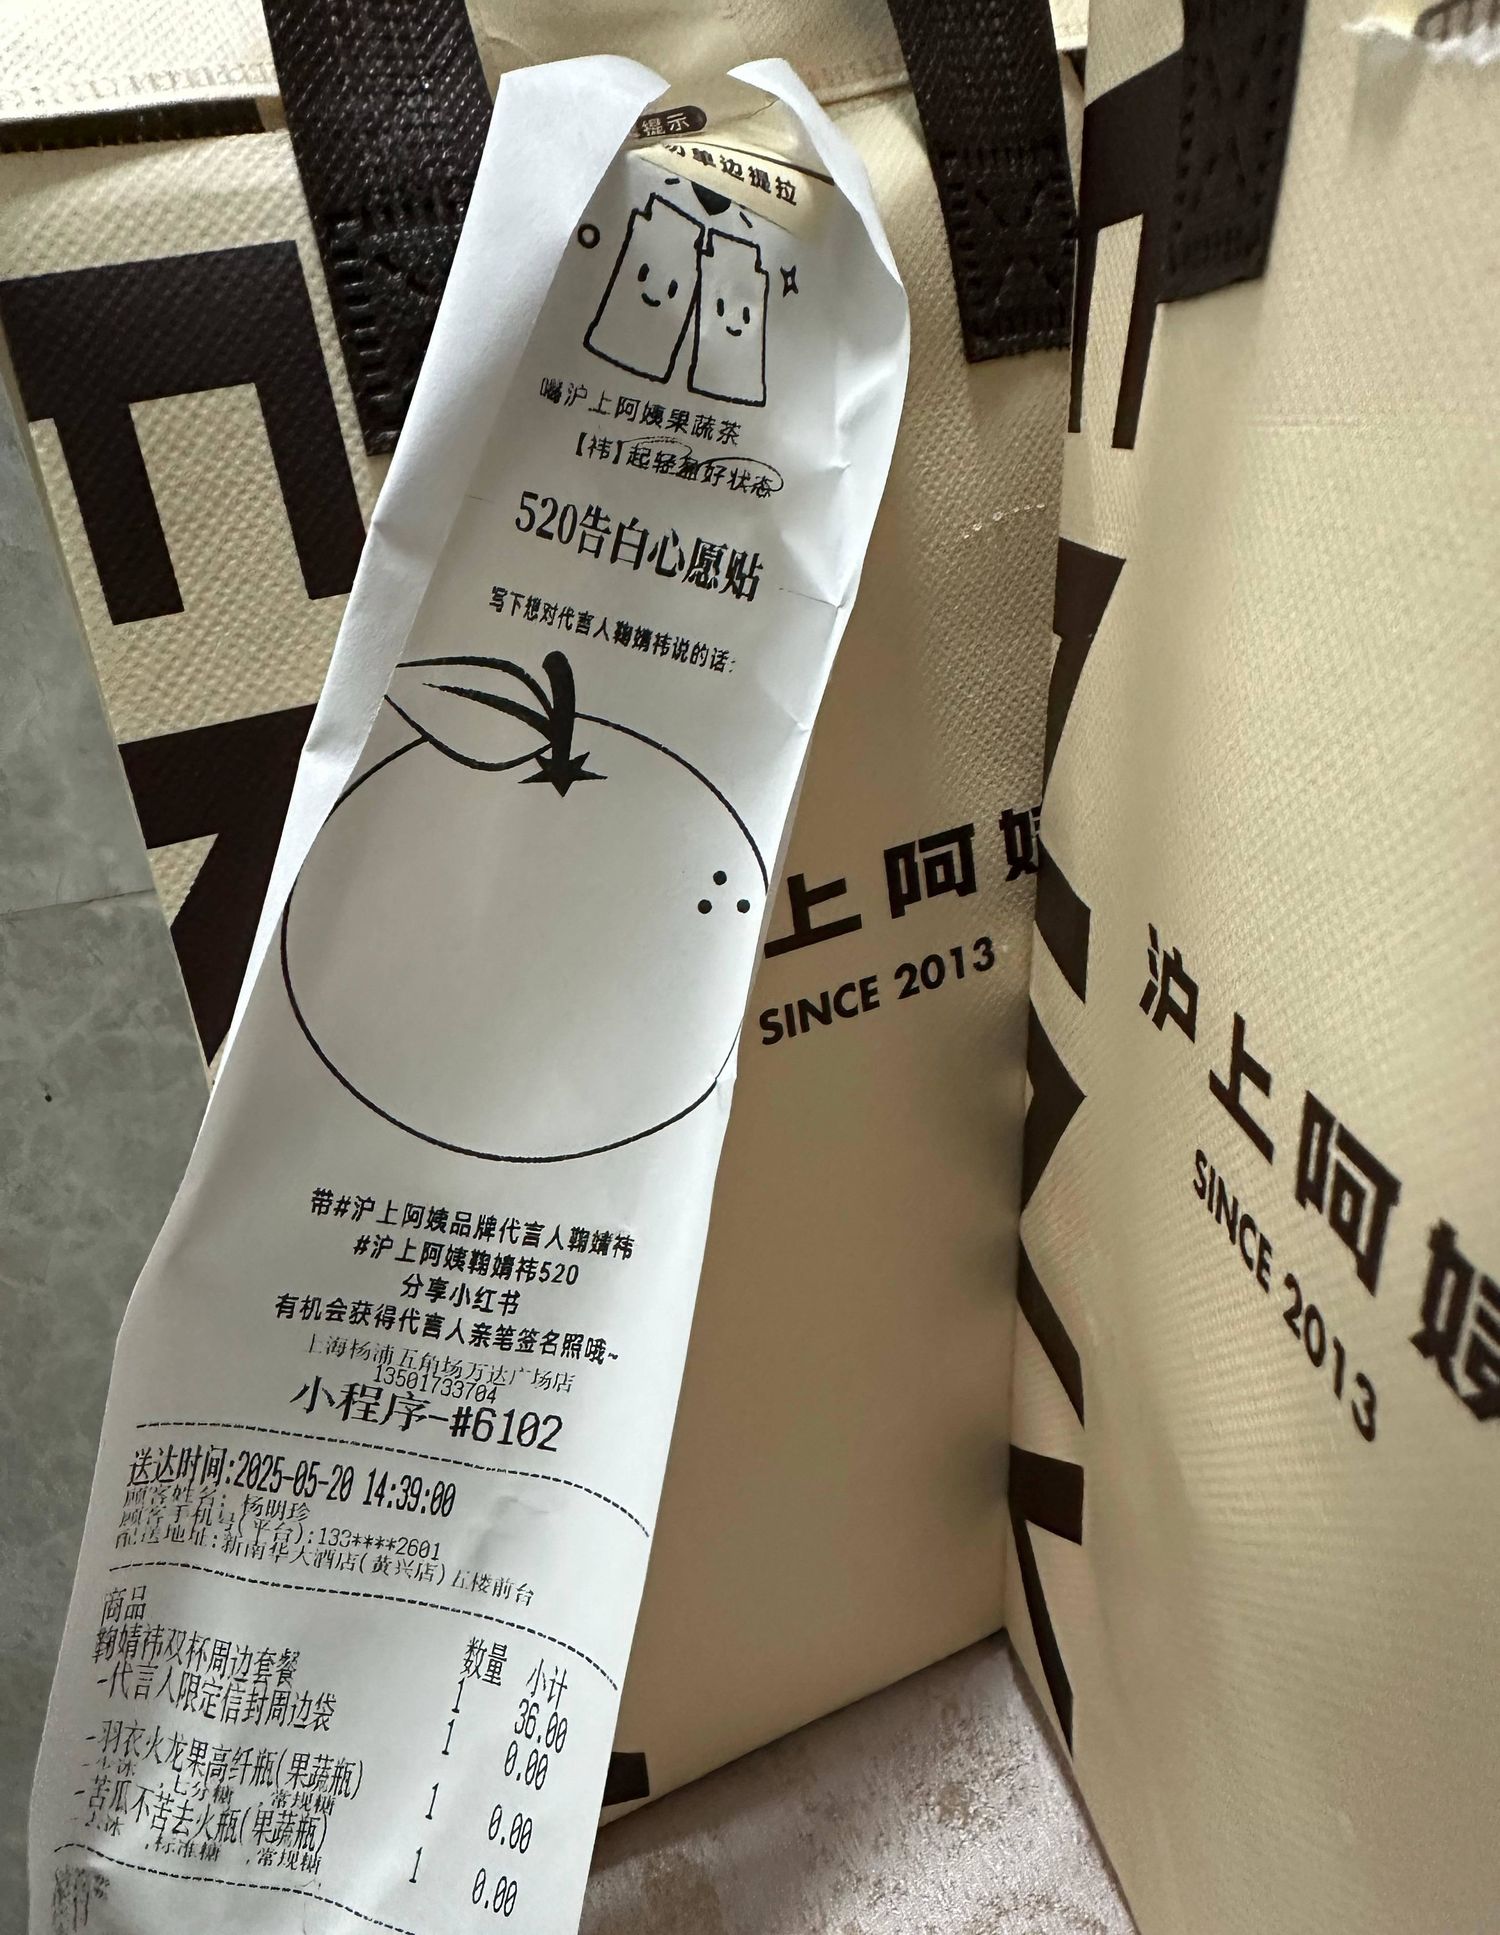 提示
单边提拉
喝沪上阿姨果蔬茶
【祎】起轻盈好状态
520告白心愿贴
写下想对代言人鞠婧祎说的话:
带#沪上阿姨品牌代言人鞠婧祎
#沪上阿姨鞠婧祎520
分享小红书
有机会获得代言人亲笔签名照哦~
上海杨浦五角场万达广场店
13501733704
小程序-#6102
送达时间:2025-05-20 14:39:00
顾客姓名: 杨明珍
顾客手机号(平台):133****2601
配送地址:新南华大酒店(黄兴店)五楼前台
商品 数量 小计
鞠婧祎双杯周边套餐 1 36.00
-代言人限定信封周边袋 1 0.00
-羽衣火龙果高纤瓶(果蔬瓶) 1 0.00
,七分糖 ,常规糖
-苦瓜不苦去火瓶(果蔬瓶) 1 0.00
,标准糖 ,常规糖
上阿姨
SINCE 2013
沪上阿姨
SINCE 2013